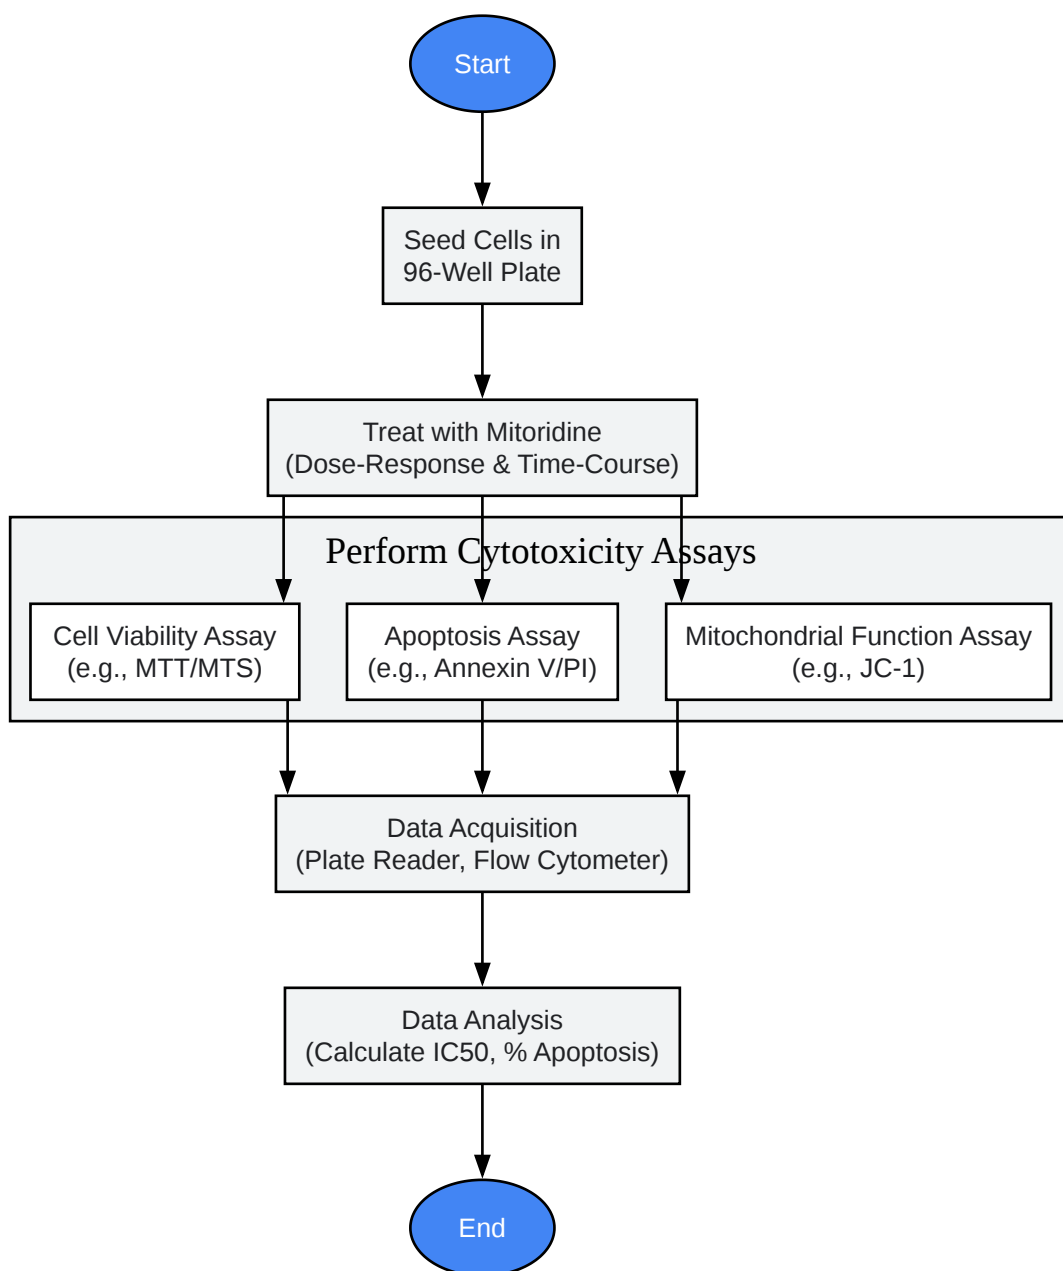 Start
Seed Cells in
96-Well Plate
Treat with Mitoridine
(Dose-Response & Time-Course)
Perform Cytotoxicity Assays
Cell Viability Assay
(e.g., MTT/MTS)
Apoptosis Assay
(e.g., Annexin V/PI)
Mitochondrial Function Assay
(e.g., JC-1)
Data Acquisition
(Plate Reader, Flow Cytometer)
Data Analysis
(Calculate IC50, % Apoptosis)
End